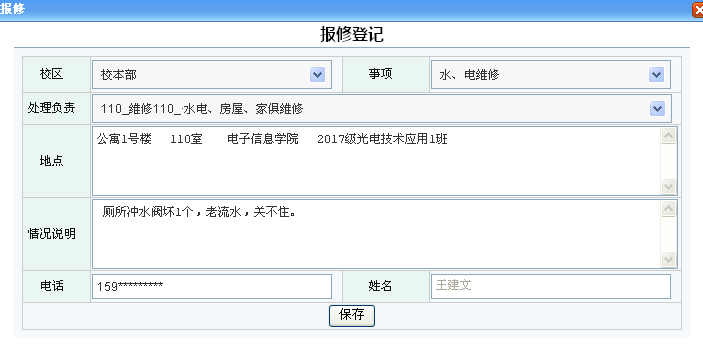 报修
报修登记
校区 校本部 事项 水、电维修
处理负责 110_维修110_水电、房屋、家俱维修
地点 公寓1号楼 110室 电子信息学院 2017级光电技术应用1班
情况说明 厕所冲水阀坏1个，老流水，关不住。
电话 159********* 姓名 王建文
保存